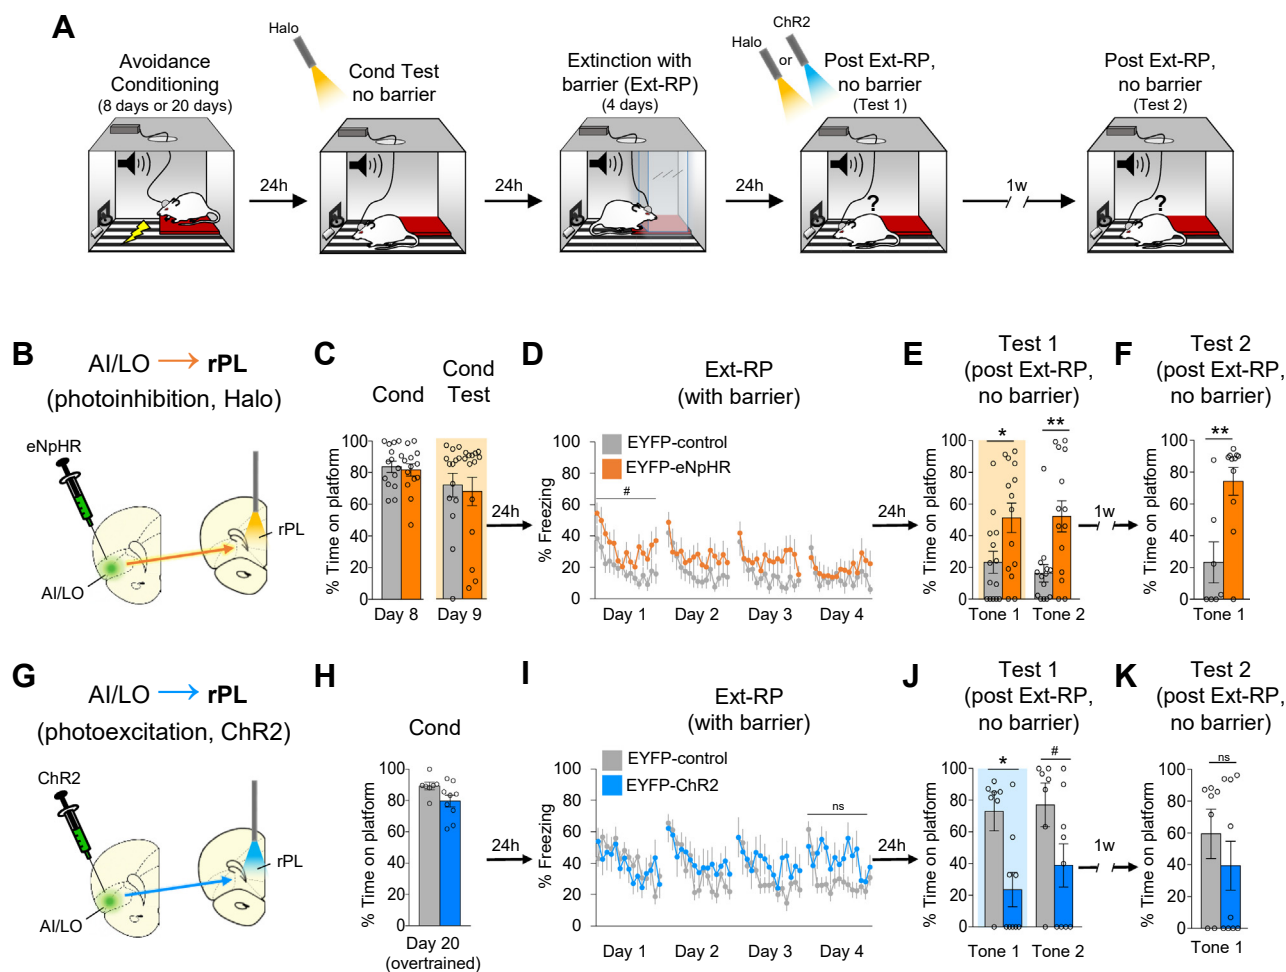 A
Avoidance
Conditioning
(8 days or 20 days)
Halo
Cond Test
no barrier
Extinction with
barrier (Ext-RP)
(4 days)
ChR2
Halo
or
Post Ext-RP,
no barrier
(Test 1)
Post Ext-RP,
no barrier
(Test 2)
24h
24h
24h
?
1w
?
B
AI/LO → rPL
(photoinhibition, Halo)
eNpHR
rPL
AI/LO
C
Cond
Cond
Test
% Time on platform
100
80
60
40
20
0
Day 8
Day 9
24h
D
Ext-RP
(with barrier)
EYFP-control
EYFP-eNpHR
#
% Freezing
100
80
60
40
20
0
Day 1
Day 2
Day 3
Day 4
24h
E
Test 1
(post Ext-RP,
no barrier)
*
**
% Time on platform
100
80
60
40
20
0
Tone 1
Tone 2
1w
F
Test 2
(post Ext-RP,
no barrier)
**
% Time on platform
100
80
60
40
20
0
Tone 1
G
AI/LO → rPL
(photoexcitation, ChR2)
ChR2
rPL
AI/LO
H
Cond
% Time on platform
100
80
60
40
20
0
Day 20
(overtrained)
24h
I
Ext-RP
(with barrier)
EYFP-control
EYFP-ChR2
ns
% Freezing
100
80
60
40
20
0
Day 1
Day 2
Day 3
Day 4
24h
J
Test 1
(post Ext-RP,
no barrier)
*
#
% Time on platform
100
80
60
40
20
0
Tone 1
Tone 2
1w
K
Test 2
(post Ext-RP,
no barrier)
ns
% Time on platform
100
80
60
40
20
0
Tone 1